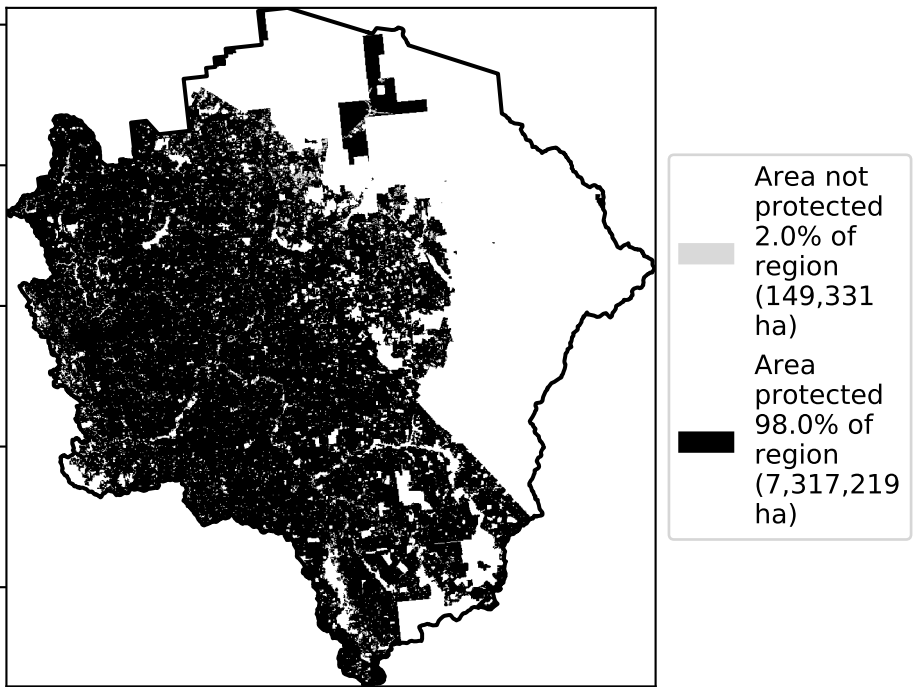 Area not
protected
2.0% of
region
(149,331
ha)
Area
protected
98.0% of
region
(7,317,219
ha)